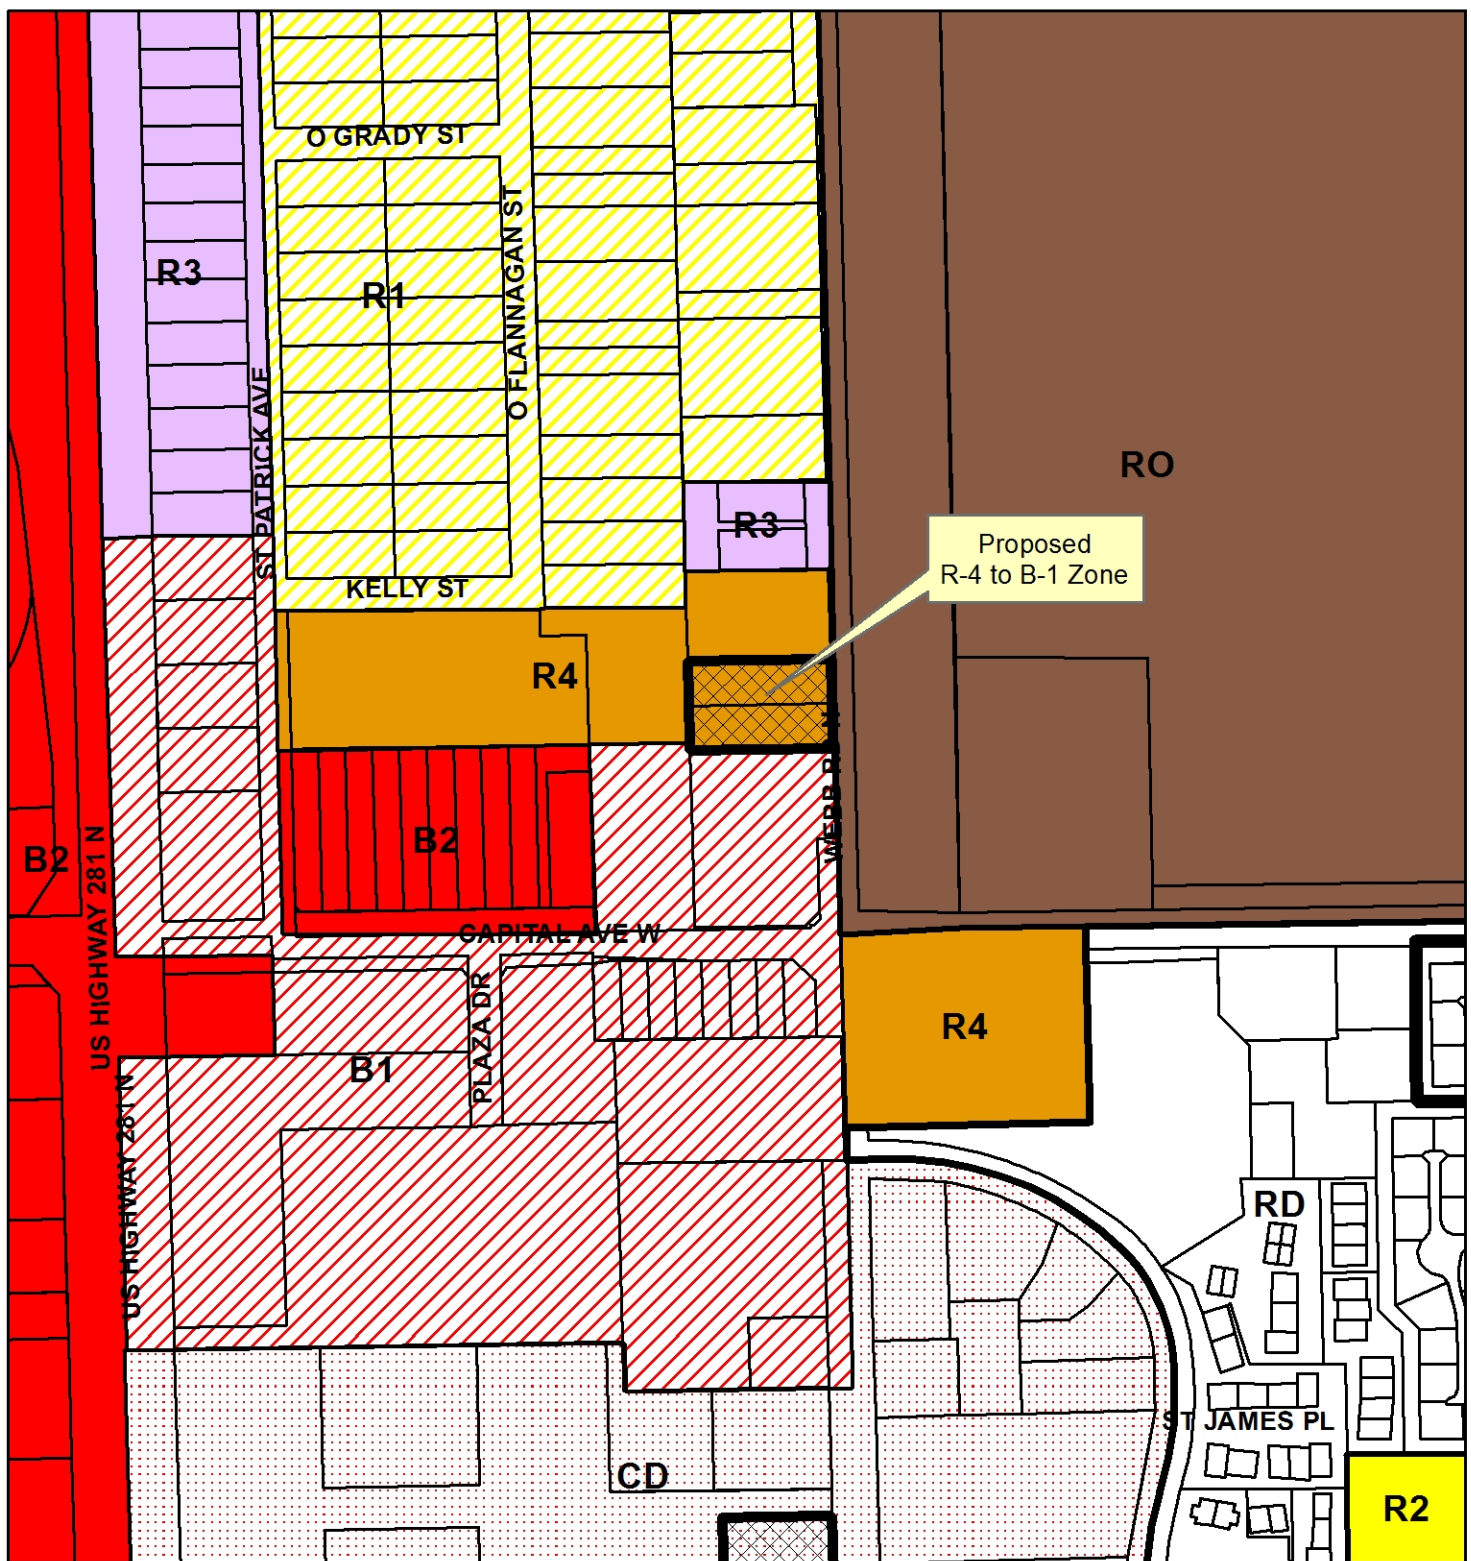 O GRADY ST
O FLANNAGAN ST
R3
R1
ST PATRICK AVE
RO
R3
Proposed
R-4 to B-1 Zone
KELLY ST
R4
WEBB RD N
B2
B2
US HIGHWAY 281 N
CAPITAL AVE W
PLAZA DR
R4
B1
US HIGHWAY 281 N
RD
ST JAMES PL
CD
R2